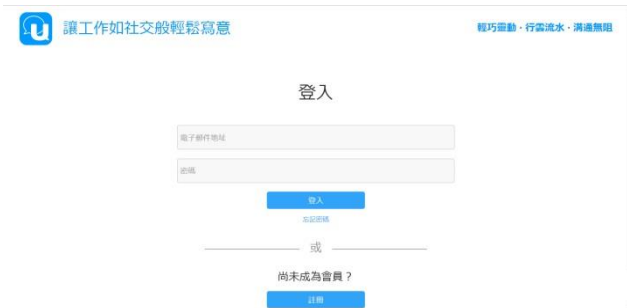 讓工作如社交般輕鬆寫意
輕巧靈動・行雲流水・溝通無阻
登入
電子郵件地址
密碼
登入
忘記密碼
或
尚未成為會員？
註冊